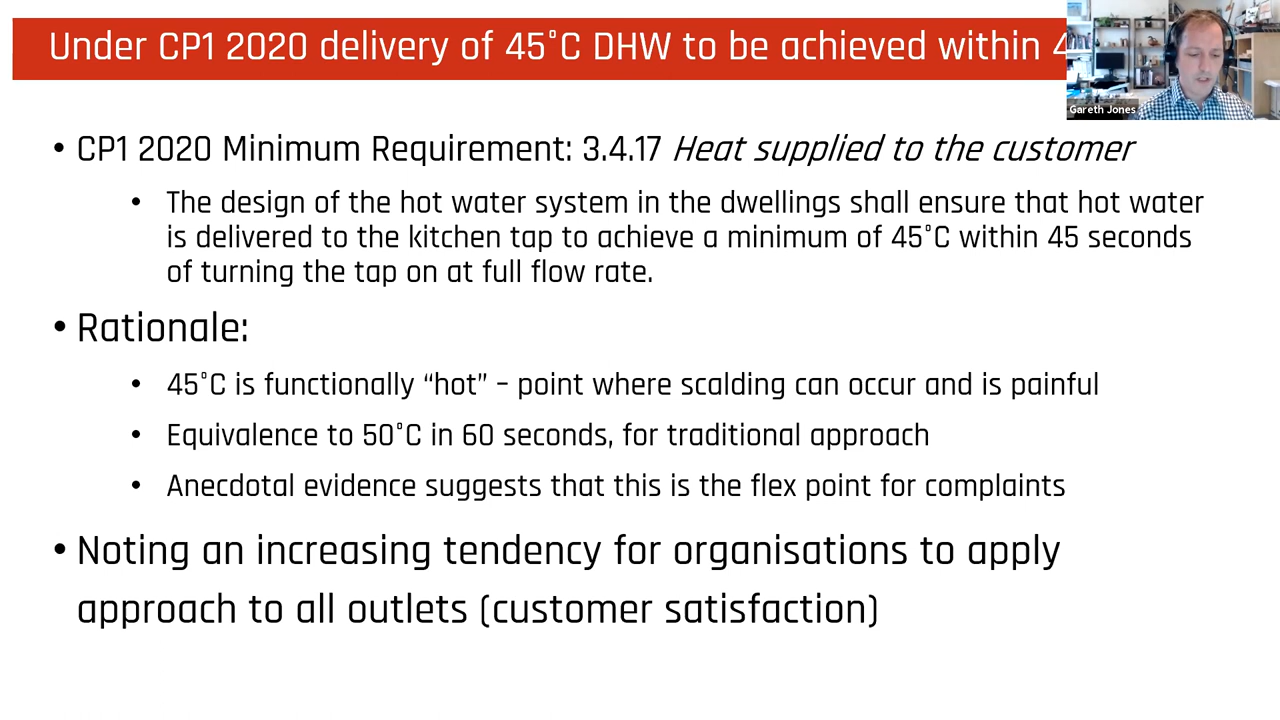 Under CP1 2020 delivery of 45°C DHW to be achieved within 4
Gareth Jones
• CP1 2020 Minimum Requirement: 3.4.17 Heat supplied to the customer
• The design of the hot water system in the dwellings shall ensure that hot water
is delivered to the kitchen tap to achieve a minimum of 45°C within 45 seconds
of turning the tap on at full flow rate.
• Rationale:
• 45°C is functionally “hot” – point where scalding can occur and is painful
• Equivalence to 50°C in 60 seconds, for traditional approach
• Anecdotal evidence suggests that this is the flex point for complaints
• Noting an increasing tendency for organisations to apply
approach to all outlets (customer satisfaction)